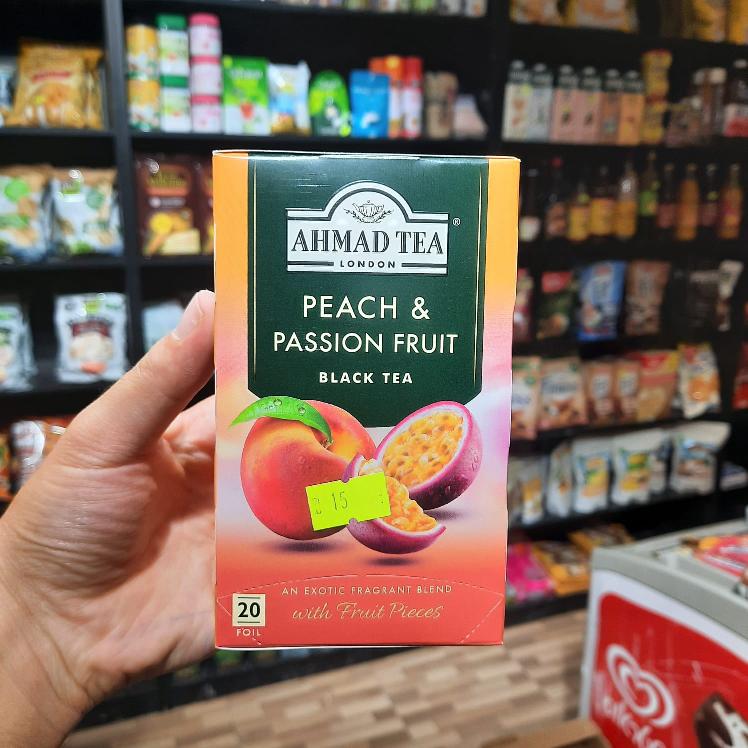 AHMAD TEA®
LONDON
PEACH &
PASSION FRUIT
BLACK TEA
15
AN EXOTIC FRAGRANT BLEND
with Fruit Pieces
20
FOIL